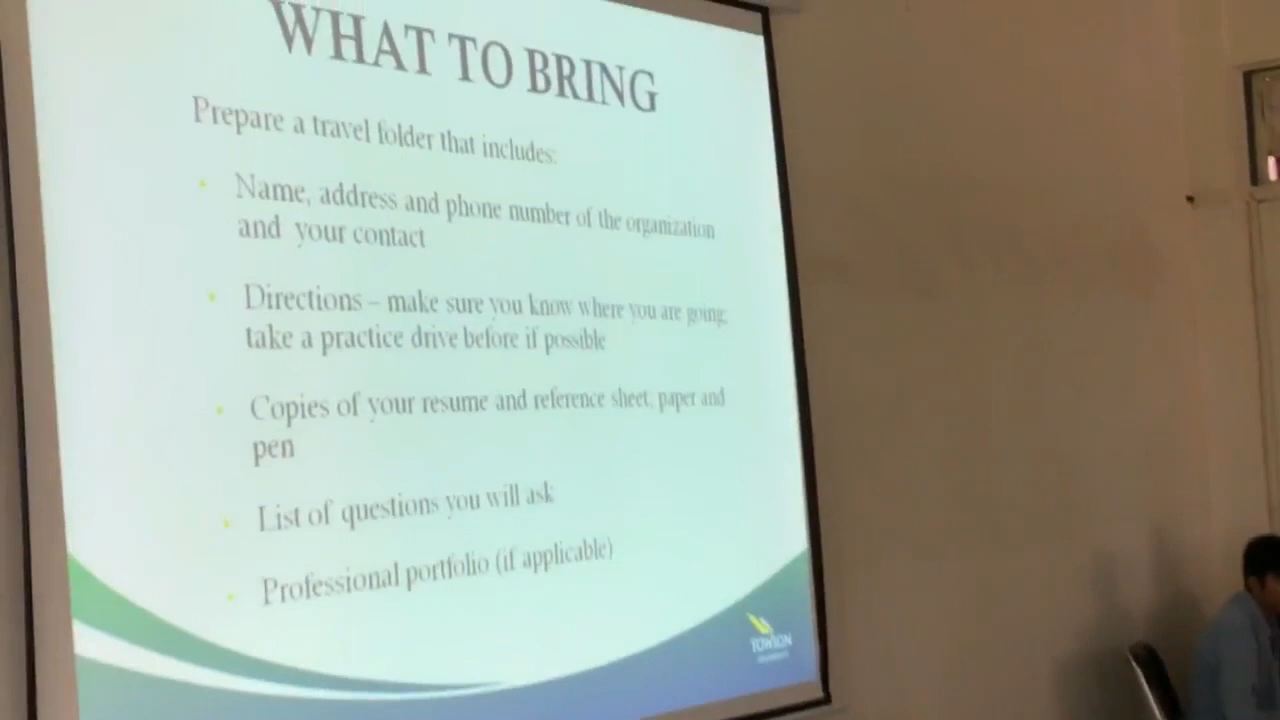 WHAT TO BRING
Prepare a travel folder that includes:
• Name, address and phone number of the organization
and your contact
• Directions – make sure you know where you are going;
take a practice drive before if possible
• Copies of your resume and reference sheet, paper and
pen
• List of questions you will ask
• Professional portfolio (if applicable)
TOWSON